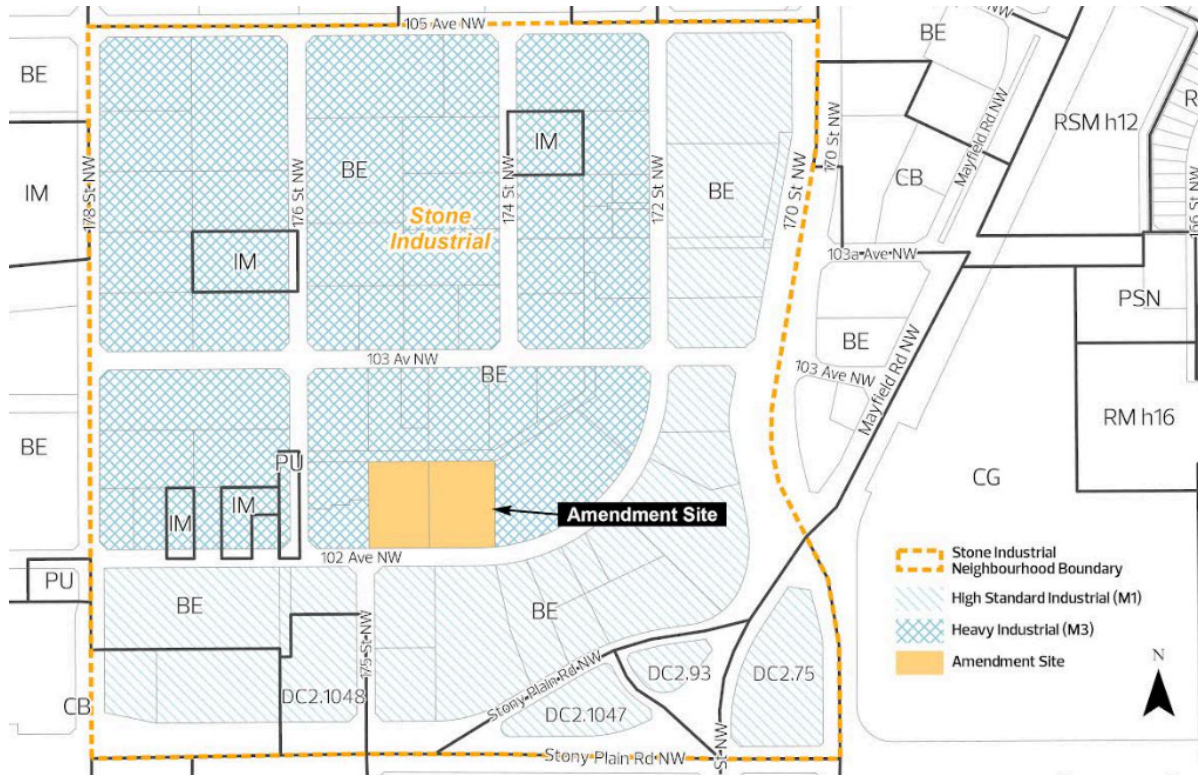 105 Ave NW
BE
BE
RSM h12
IM
IM
BE
BE
CB
Mayfield Rd NW
178 St NW
176 St NW
174 St NW
172 St NW
170 St NW
170 St NW
166 St NW
Stone
Industrial
IM
103a Ave NW
PSN
BE
103 Av NW
BE
103 Ave NW
Mayfield Rd NW
RM h16
BE
PU
CG
IM
IM
Amendment Site
102 Ave NW
PU
BE
BE
175 St NW
Stony Plain Rd NW
DC2.93
DC2.75
DC2.1048
DC2.1047
CB
St NW
Stony Plain Rd NW
Stone Industrial
Neighbourhood Boundary
High Standard Industrial (M1)
Heavy Industrial (M3)
Amendment Site
N